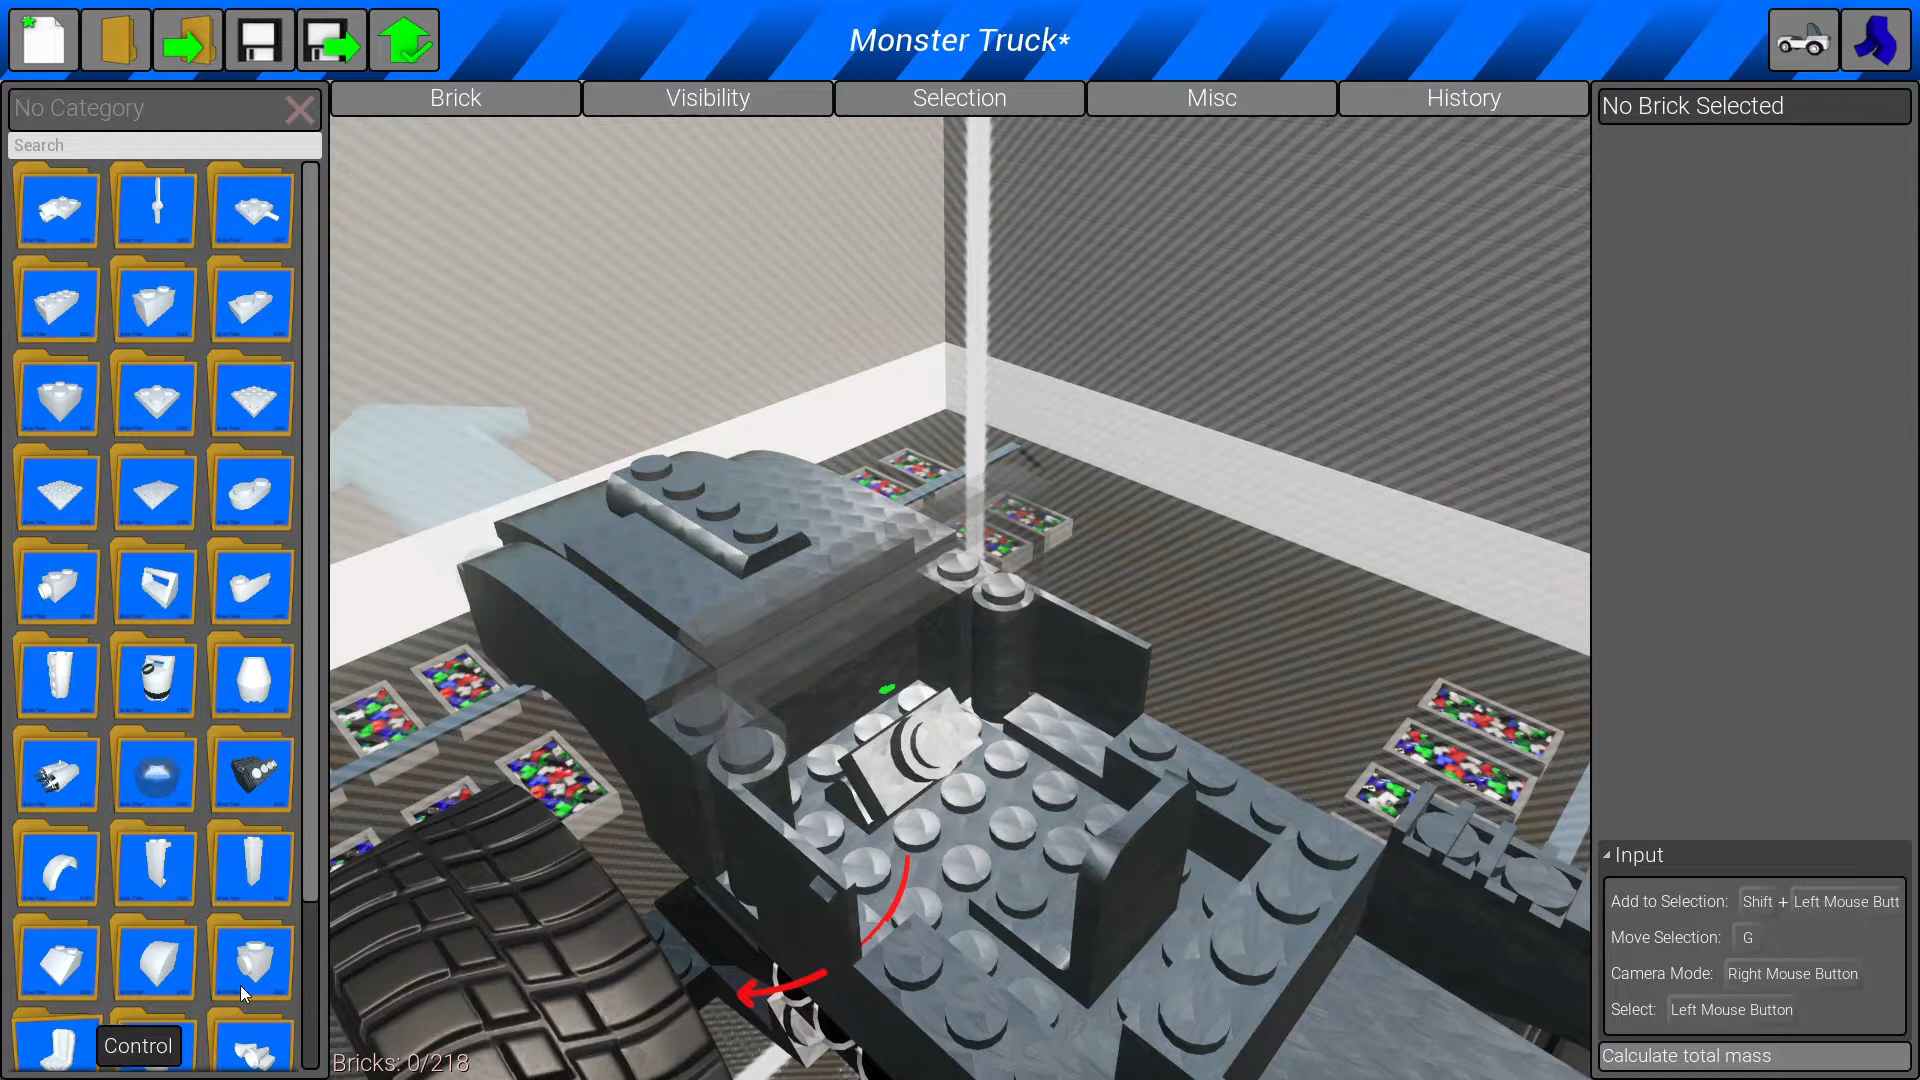 Monster Truck*
No Category
Search
Brick
Visibility
Selection
Misc
History
No Brick Selected
Input
Add to Selection: Shift + Left Mouse Butt
Move Selection: G
Camera Mode: Right Mouse Button
Select: Left Mouse Button
Calculate total mass
Control
Bricks: 0/218